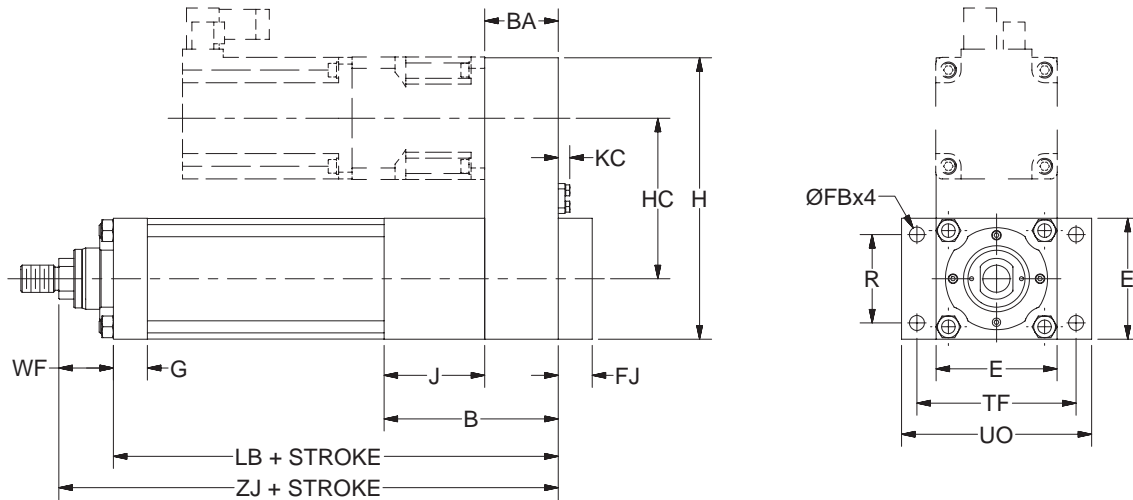 BA
KC
HC
H
ØFBx4
R
E
WF
G
J
FJ
E
B
TF
UO
LB + STROKE
ZJ + STROKE